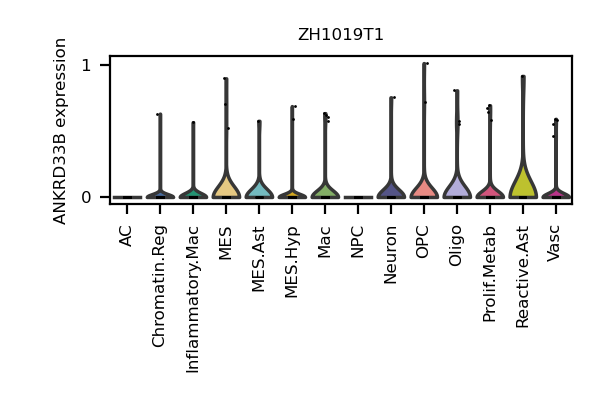 ZH1019T1
ANKRD33B expression
1
0
AC
Chromatin.Reg
Inflammatory.Mac
MES
MES.Ast
MES.Hyp
Mac
NPC
Neuron
OPC
Oligo
Prolif.Metab
Reactive.Ast
Vasc